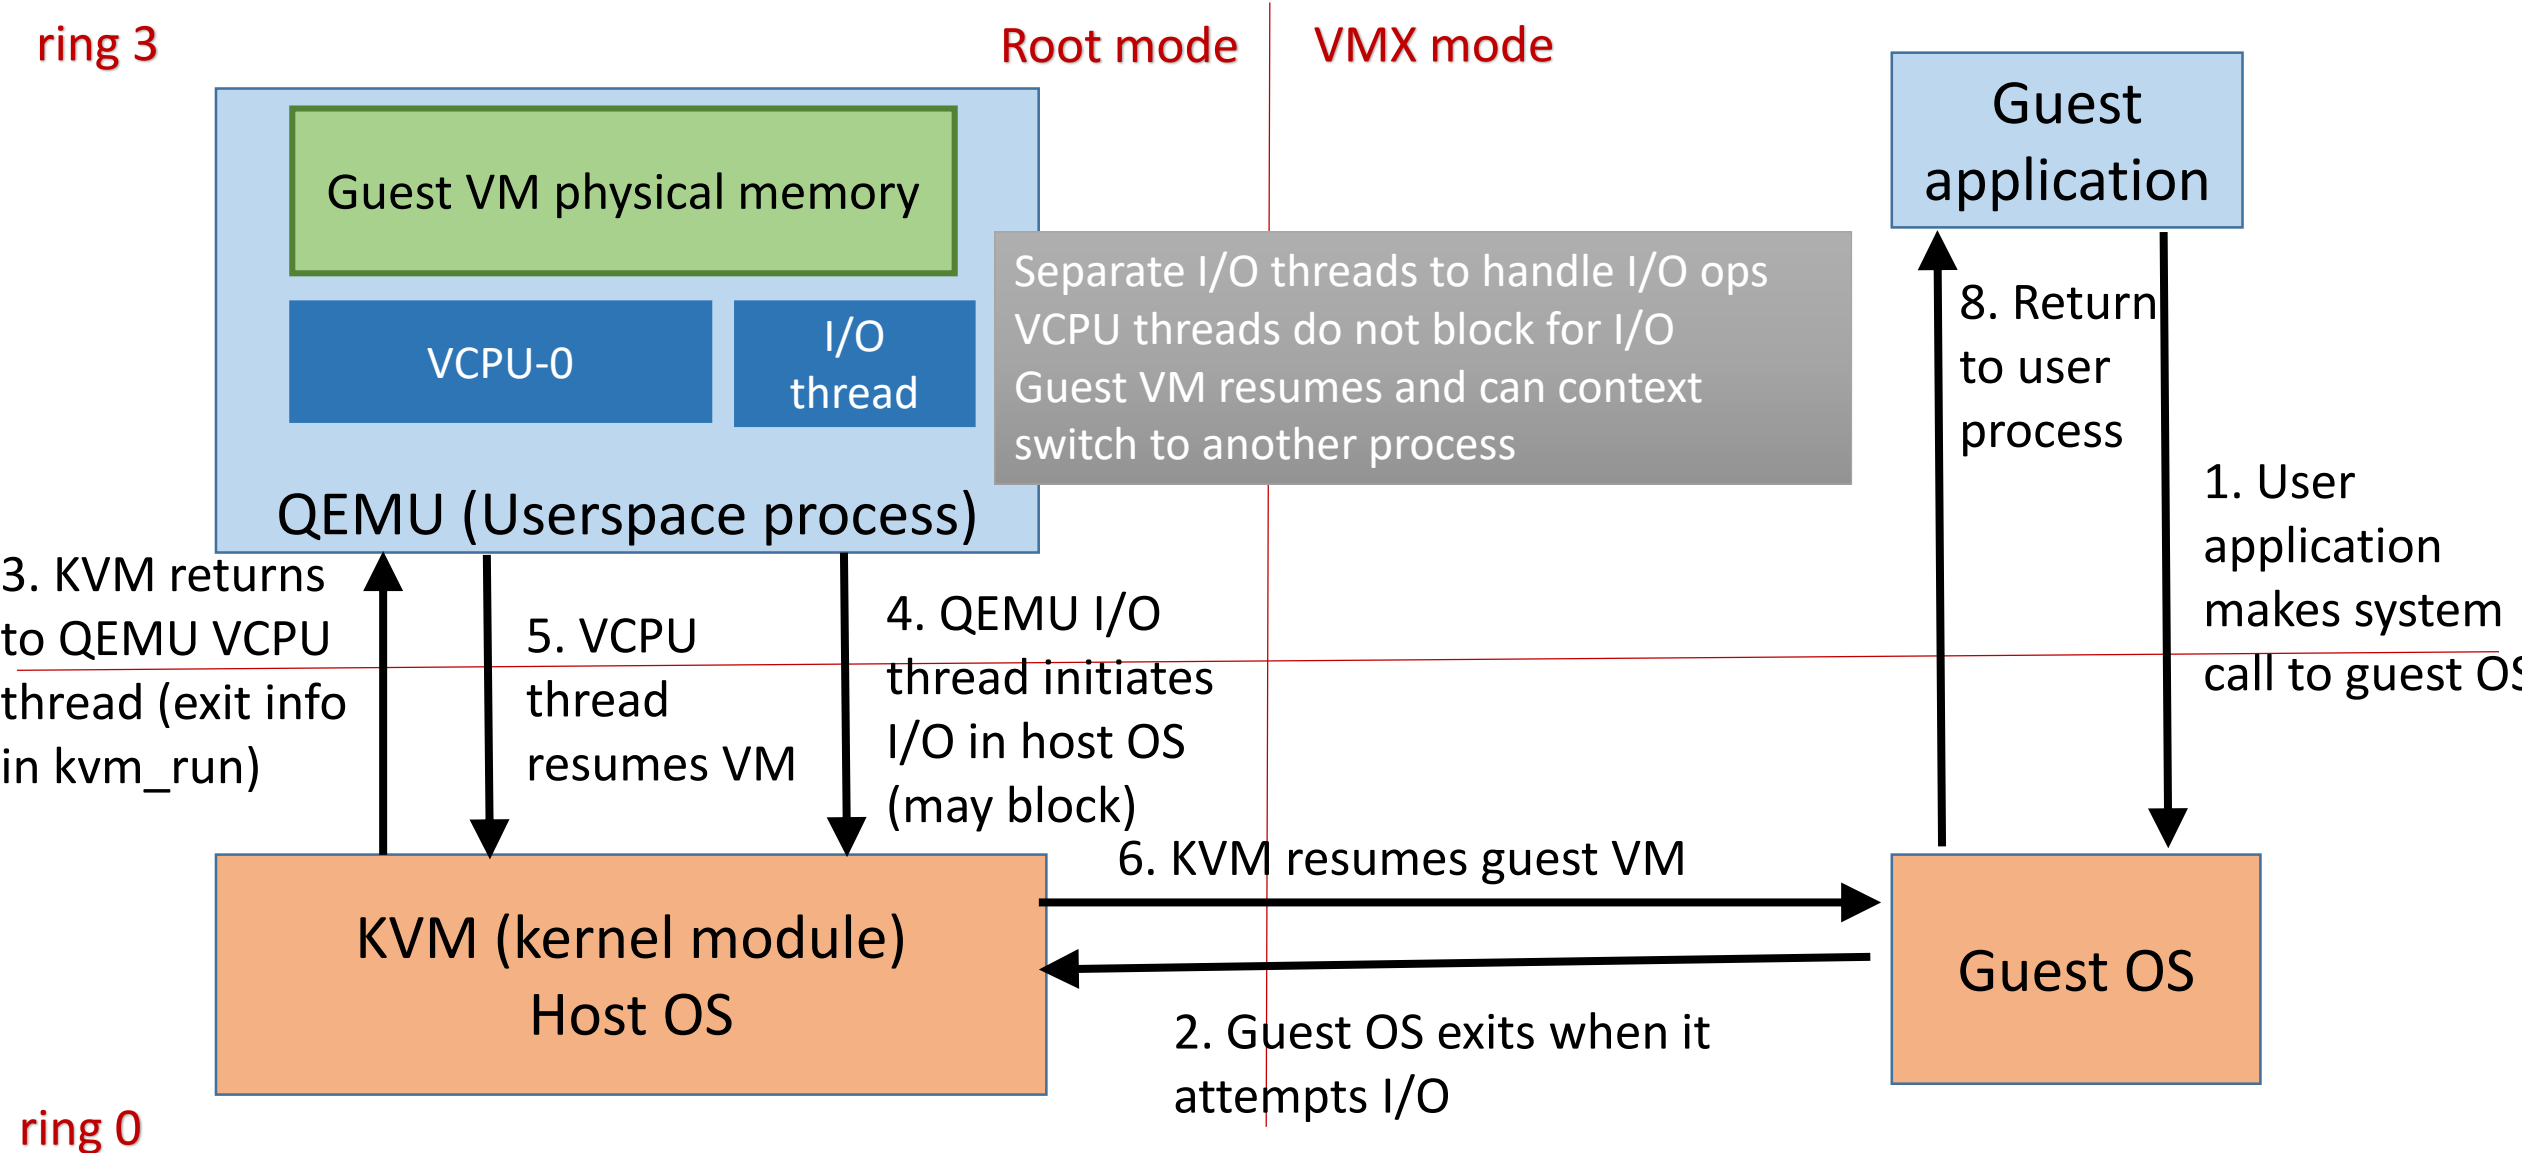 ring 3
Root mode
VMX mode
Guest
application
Guest VM physical memory
VCPU-0
I/O
thread
QEMU (Userspace process)
Separate I/O threads to handle I/O ops
VCPU threads do not block for I/O
Guest VM resumes and can context
switch to another process
8. Return
to user
process
1. User
application
makes system
call to guest OS
3. KVM returns
to QEMU VCPU
thread (exit info
in kvm_run)
5. VCPU
thread
resumes VM
4. QEMU I/O
thread initiates
I/O in host OS
(may block)
6. KVM resumes guest VM
KVM (kernel module)
Host OS
Guest OS
2. Guest OS exits when it
attempts I/O
ring 0